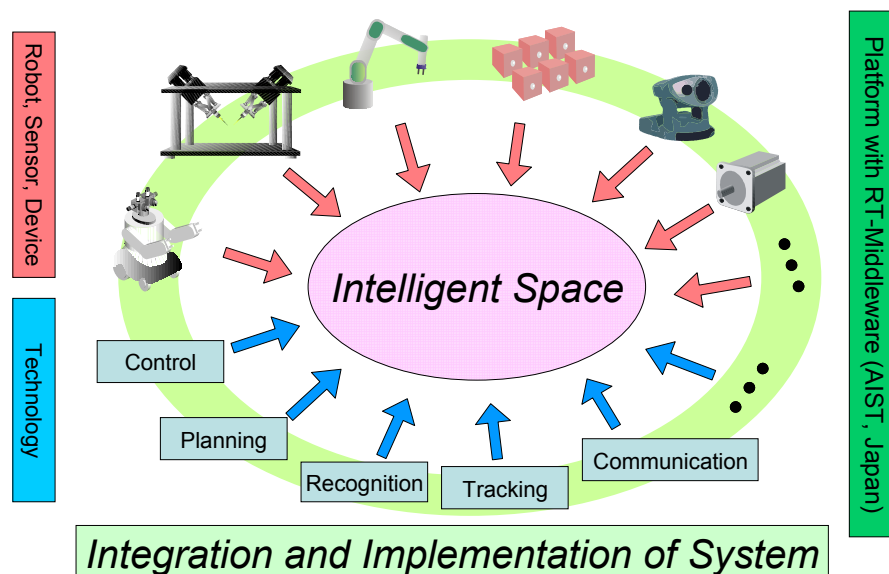 Robot, Sensor, Device
Technology
Platform with RT-Middleware (AIST, Japan)
Intelligent Space
Control
Planning
Recognition
Tracking
Communication
Integration and Implementation of System